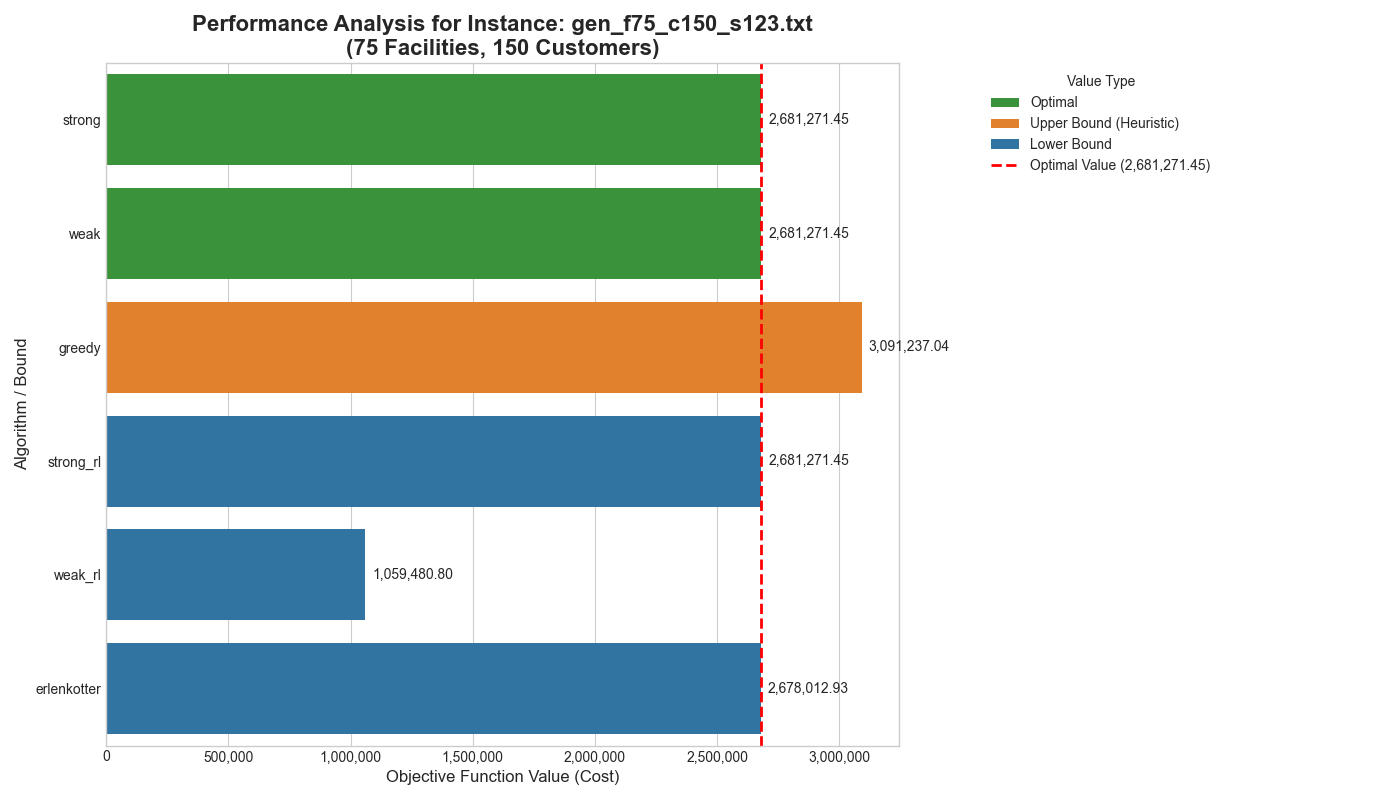 Performance Analysis for Instance: gen_f75_c150_s123.txt
(75 Facilities, 150 Customers)
Algorithm / Bound
strong
2,681,271.45
weak
2,681,271.45
greedy
3,091,237.04
strong_rl
2,681,271.45
weak_rl
1,059,480.80
erlenkotter
2,678,012.93
0
500,000
1,000,000
1,500,000
2,000,000
2,500,000
3,000,000
Objective Function Value (Cost)
Value Type
Optimal
Upper Bound (Heuristic)
Lower Bound
Optimal Value (2,681,271.45)